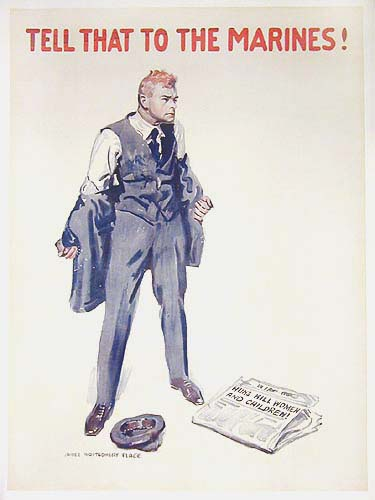 TELL THAT TO THE MARINES!
HUNS KILL WOMEN
AND CHILDREN!
JAMES MONTGOMERY FLAGG